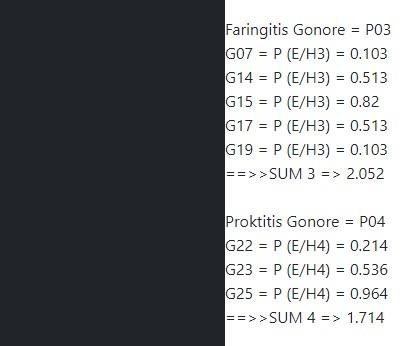 Faringitis Gonore = P03
G07 = P (E/H3) = 0.103
G14 = P (E/H3) = 0.513
G15 = P (E/H3) = 0.82
G17 = P (E/H3) = 0.513
G19 = P (E/H3) = 0.103
==>>SUM 3 => 2.052
Proktitis Gonore = P04
G22 = P (E/H4) = 0.214
G23 = P (E/H4) = 0.536
G25 = P (E/H4) = 0.964
==>>SUM 4 => 1.714